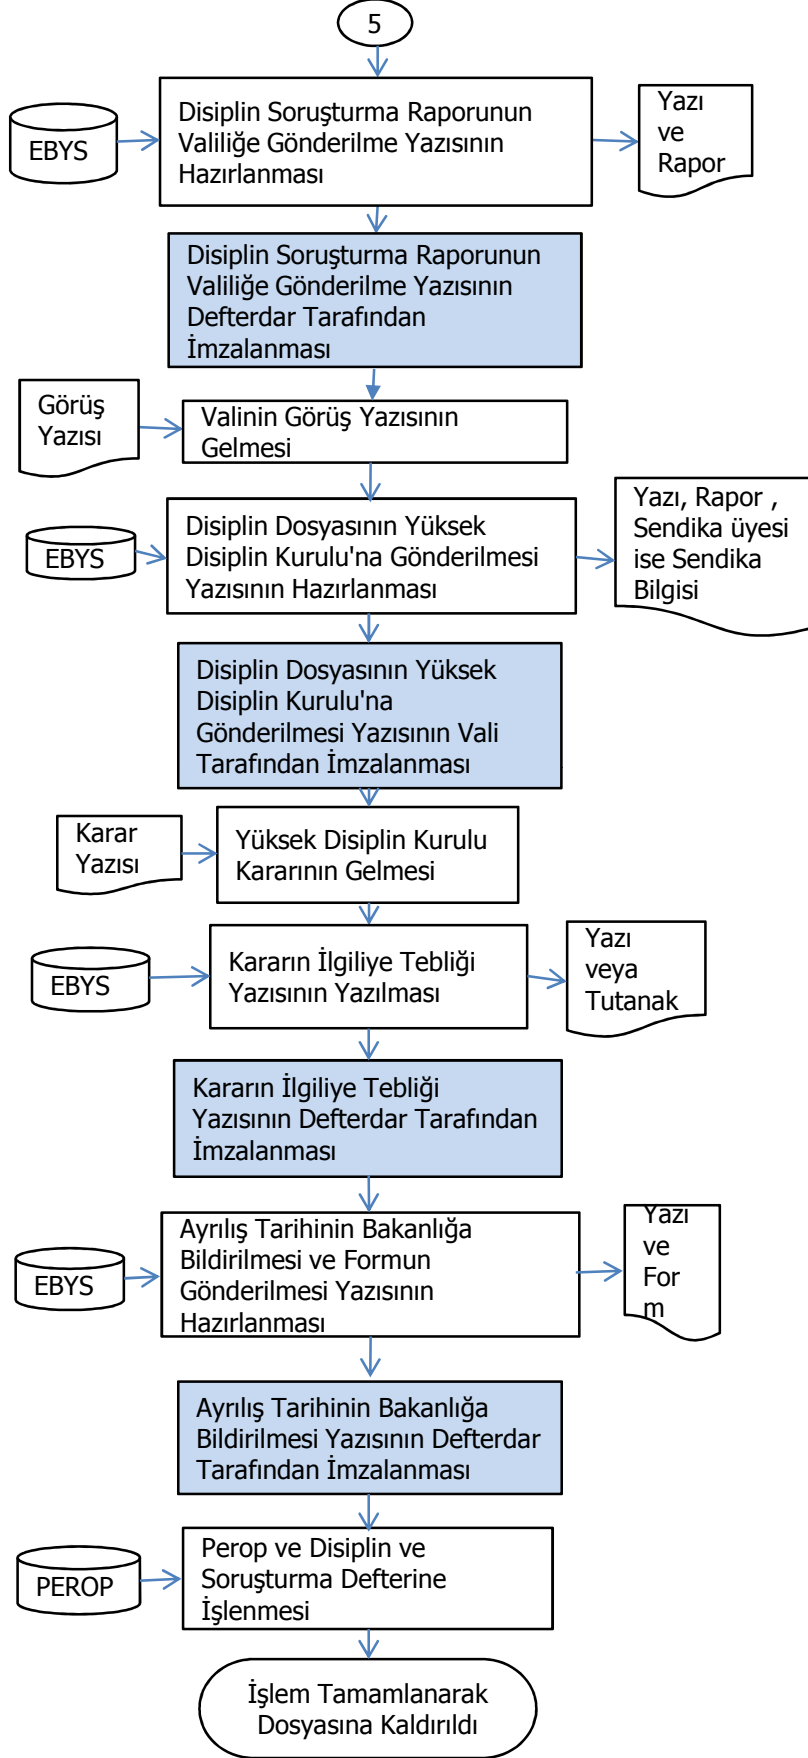 5
EBYS
Disiplin Soruşturma Raporunun
Valiliğe Gönderilme Yazısının
Hazırlanması
Yazı
ve
Rapor
Disiplin Soruşturma Raporunun
Valiliğe Gönderilme Yazısının
Defterdar Tarafından
İmzalanması
Görüş
Yazısı
Valinin Görüş Yazısının
Gelmesi
EBYS
Disiplin Dosyasının Yüksek
Disiplin Kurulu'na Gönderilmesi
Yazısının Hazırlanması
Yazı, Rapor ,
Sendika üyesi
ise Sendika
Bilgisi
Disiplin Dosyasının Yüksek
Disiplin Kurulu'na
Gönderilmesi Yazısının Vali
Tarafından İmzalanması
Karar
Yazısı
Yüksek Disiplin Kurulu
Kararının Gelmesi
EBYS
Kararın İlgiliye Tebliği
Yazısının Yazılması
Yazı
veya
Tutanak
Kararın İlgiliye Tebliği
Yazısının Defterdar Tarafından
İmzalanması
EBYS
Ayrılış Tarihinin Bakanlığa
Bildirilmesi ve Formun
Gönderilmesi Yazısının
Hazırlanması
Yazı
ve
For
m
Ayrılış Tarihinin Bakanlığa
Bildirilmesi Yazısının Defterdar
Tarafından İmzalanması
PEROP
Perop ve Disiplin ve
Soruşturma Defterine
İşlenmesi
İşlem Tamamlanarak
Dosyasına Kaldırıldı